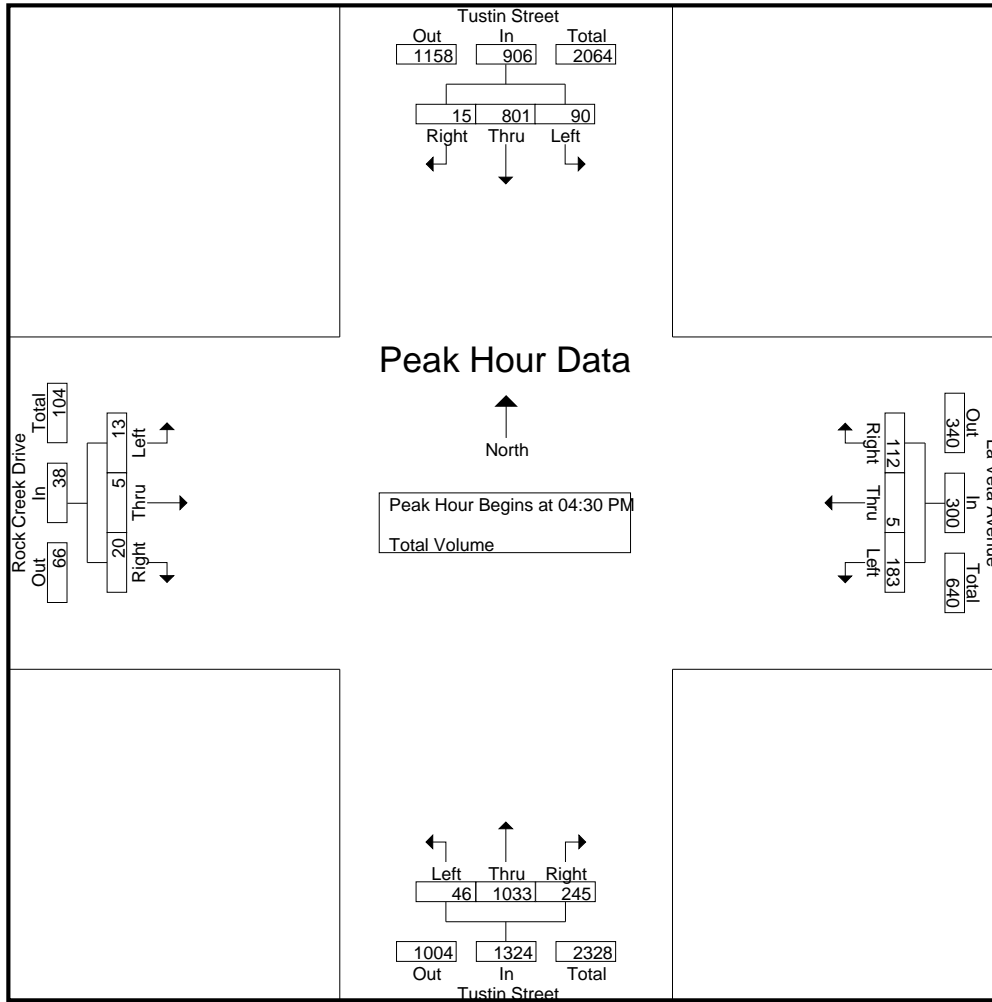 Tustin Street
Out In Total
1158 906 2064
15 801 90
Right Thru Left
Peak Hour Data
North
Peak Hour Begins at 04:30 PM
Total Volume
Rock Creek Drive
Out In Total
66 38 104
20 5 13
Right Thru Left
La Veta Avenue
Out In Total
340 300 640
112 5 183
Right Thru Left
Left Thru Right
46 1033 245
1004 1324 2328
Out In Total
Tustin Street